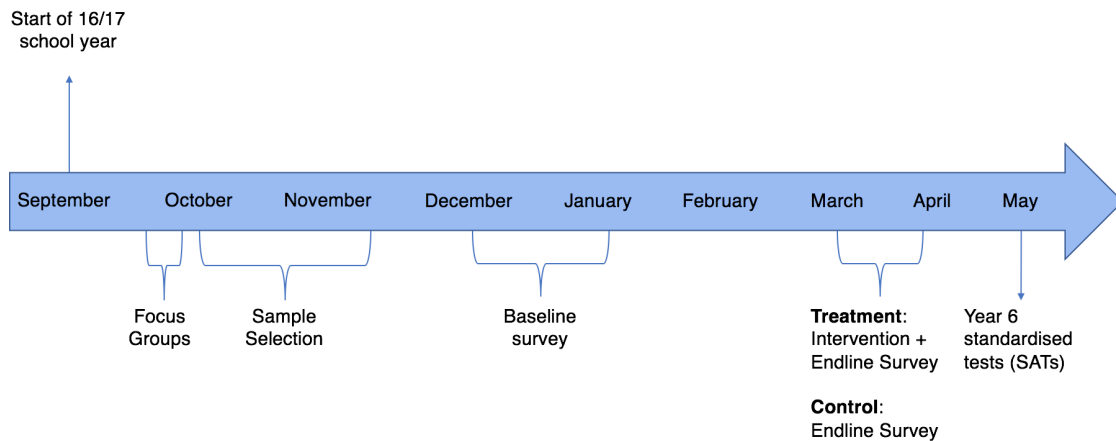 Start of 16/17
school year
September October November December January February March April May
Focus
Groups
Sample
Selection
Baseline
survey
Treatment:
Intervention +
Endline Survey
Control:
Endline Survey
Year 6
standardised
tests (SATs)